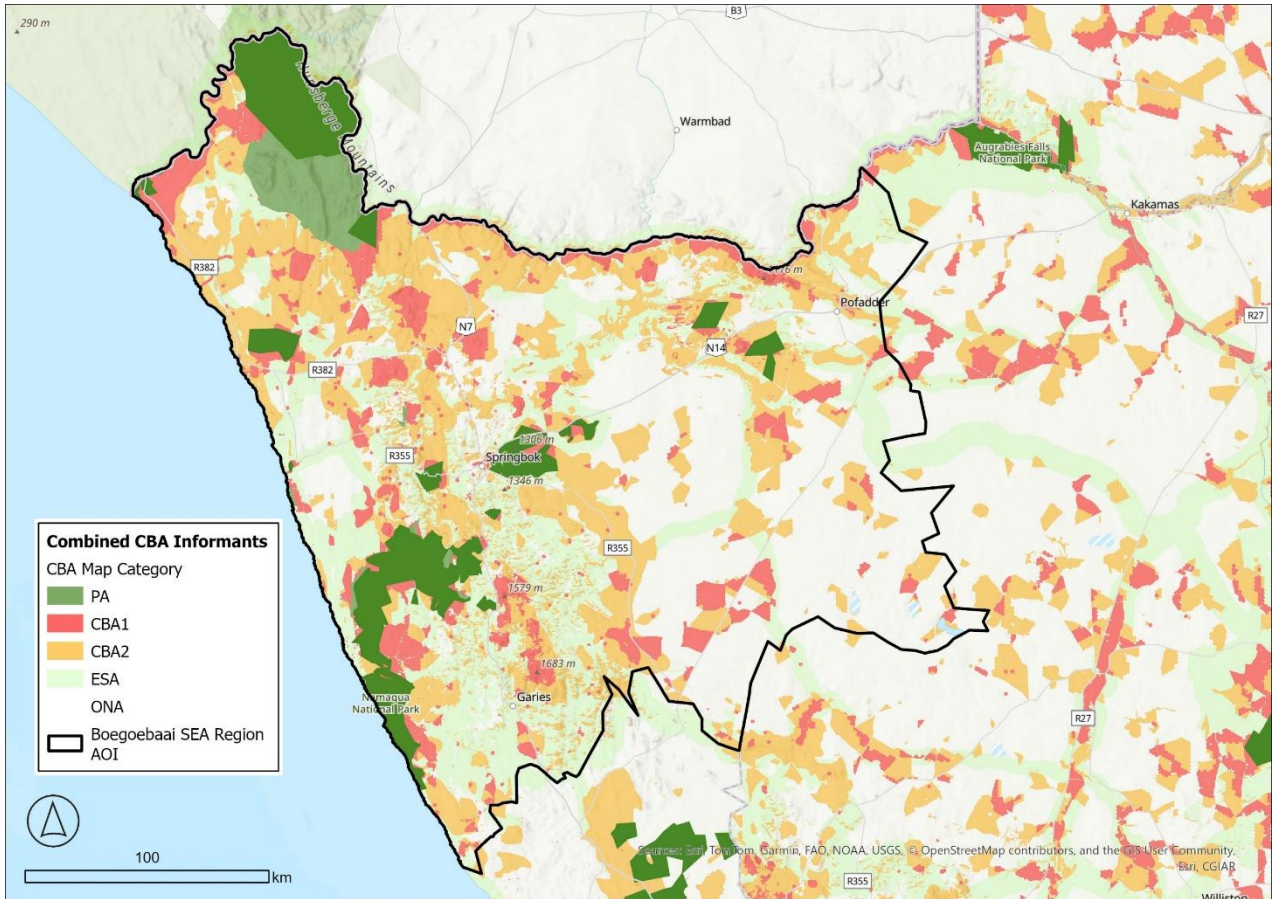 290 m
B3
Warmbad
Augrabies Falls
National Park
Kakamas
R382
Pofadder
R27
N7
N14
R382
1306 m
R355
Springbok
1346 m
R355
1579 m
1683 m
Namaqua
National Park
Garies
R27
Combined CBA Informants
CBA Map Category
PA
CBA1
CBA2
ESA
ONA
Boegoebaai SEA Region
AOI
100
km
Sources: Esri, TomTom, Garmin, FAO, NOAA, USGS, © OpenStreetMap contributors, and the GIS User Community,
Esri, CGIAR
R355
Williston